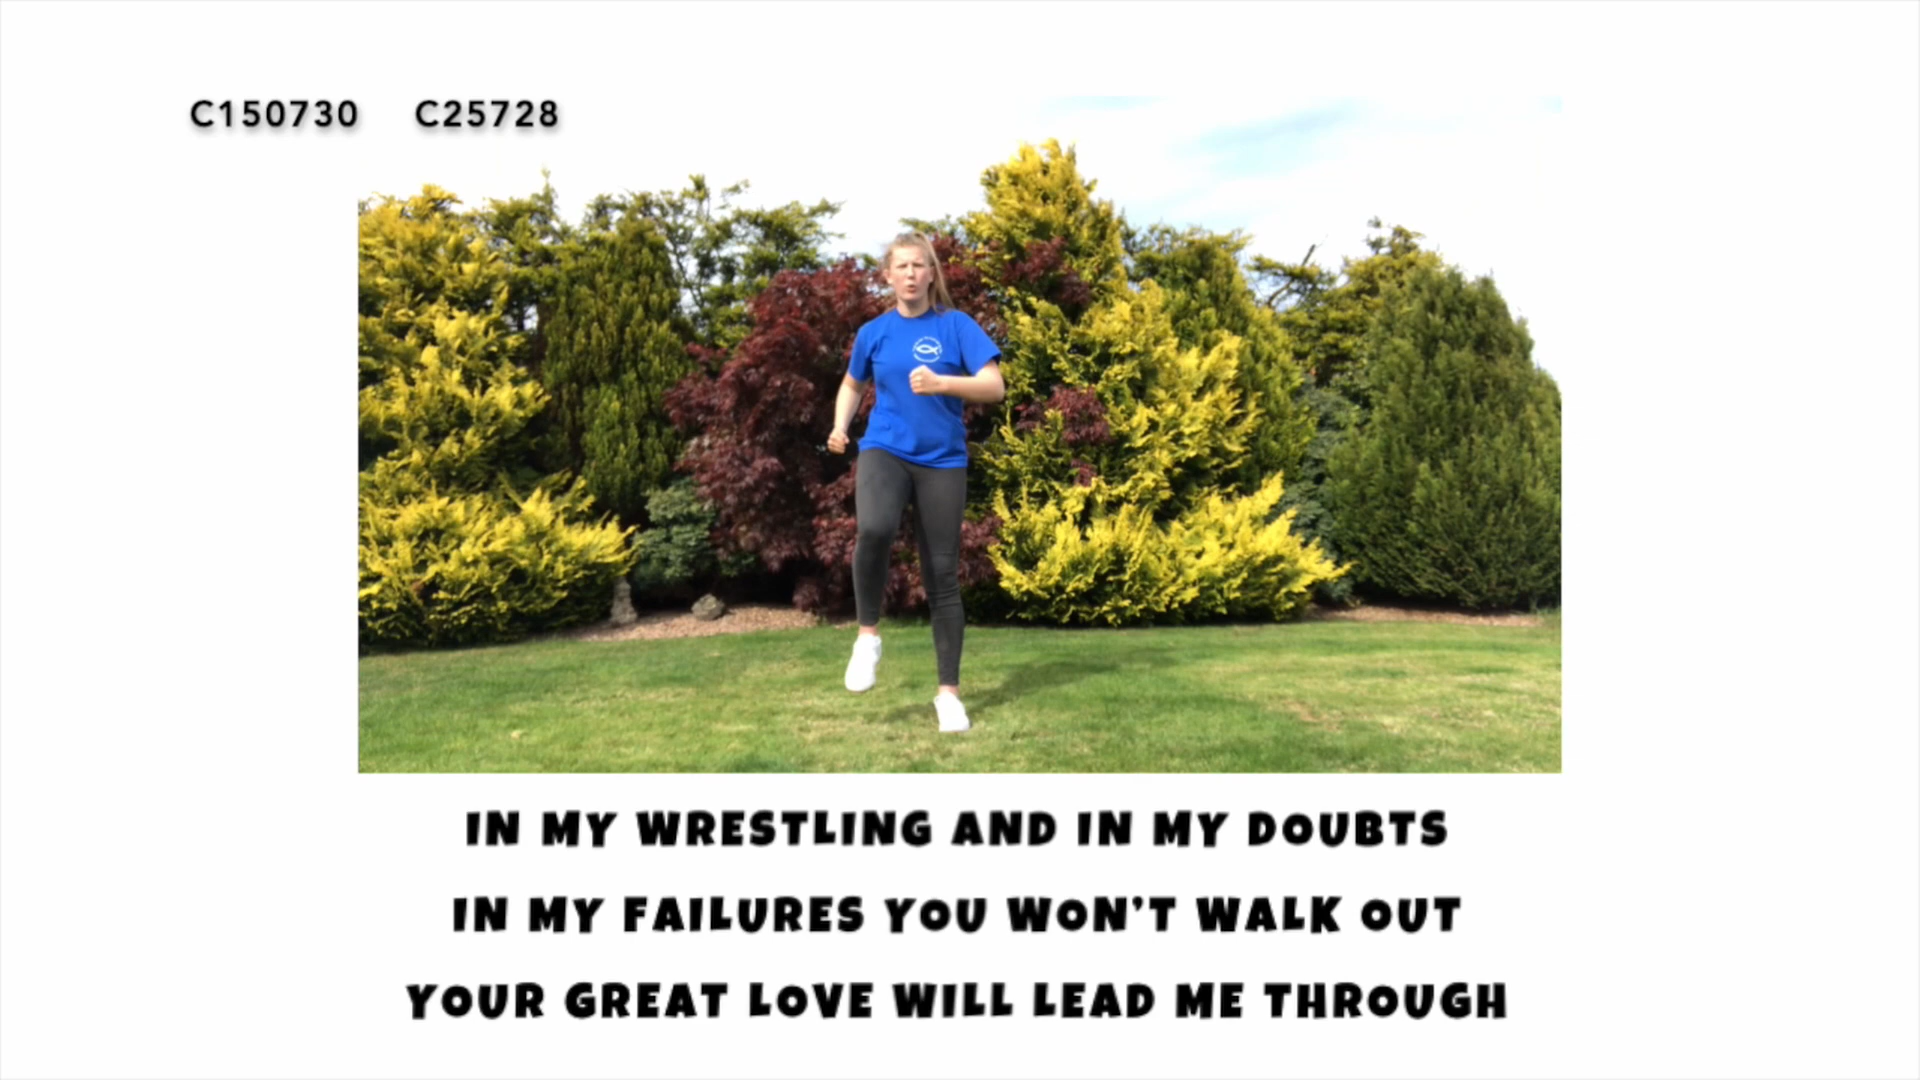 C150730 C25728
IN MY WRESTLING AND IN MY DOUBTS
IN MY FAILURES YOU WON'T WALK OUT
YOUR GREAT LOVE WILL LEAD ME THROUGH